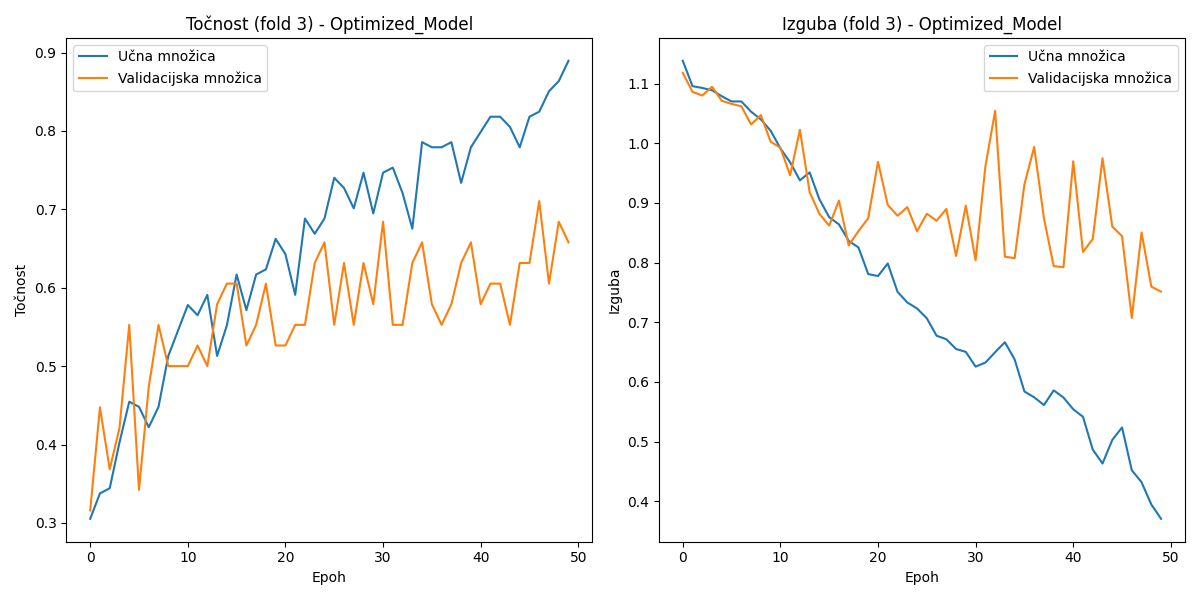 Točnost (fold 3) - Optimized_Model
Učna množica
Validacijska množica
0.9
0.8
0.7
0.6
0.5
0.4
0.3
Točnost
0 10 20 30 40 50
Epoh
Izguba (fold 3) - Optimized_Model
Učna množica
Validacijska množica
1.1
1.0
0.9
0.8
0.7
0.6
0.5
0.4
Izguba
0 10 20 30 40 50
Epoh